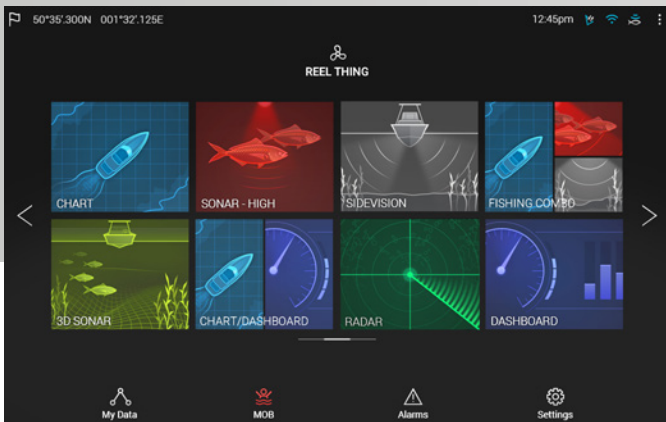 50°35'.300N 001°32'.125E
12:45pm
REEL THING
CHART
SONAR - HIGH
SIDEVISION
FISHING COMBO
3D SONAR
CHART/DASHBOARD
RADAR
DASHBOARD
My Data
MOB
Alarms
Settings